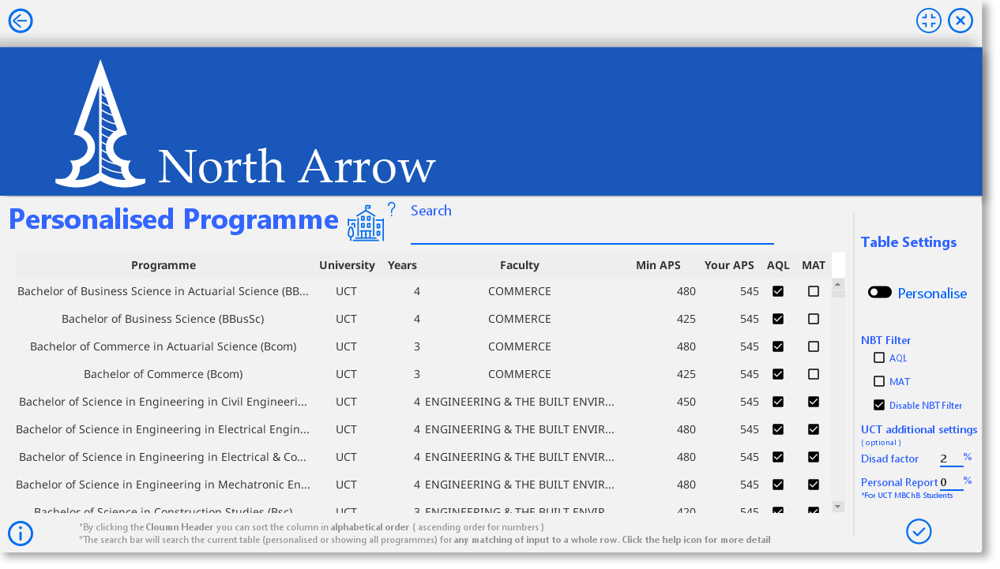 North Arrow
Personalised Programme ?
Search
Programme University Years Faculty Min APS Your APS AQL MAT
Bachelor of Business Science in Actuarial Science (BB... UCT 4 COMMERCE 480 545
Bachelor of Business Science (BBusSc) UCT 4 COMMERCE 425 545
Bachelor of Commerce in Actuarial Science (Bcom) UCT 3 COMMERCE 480 545
Bachelor of Commerce (Bcom) UCT 3 COMMERCE 425 545
Bachelor of Science in Engineering in Civil Engineeri... UCT 4 ENGINEERING & THE BUILT ENVIR... 450 545
Bachelor of Science in Engineering in Electrical Engin... UCT 4 ENGINEERING & THE BUILT ENVIR... 480 545
Bachelor of Science in Engineering in Electrical & Co... UCT 4 ENGINEERING & THE BUILT ENVIR... 480 545
Bachelor of Science in Engineering in Mechatronic En... UCT 4 ENGINEERING & THE BUILT ENVIR... 480 545
Bachelor of Science in Construction Studies (Bsc) UCT 3 ENGINEERING & THE BUILT ENVIR... 420 545
Table Settings
Personalise
NBT Filter
AQL
MAT
Disable NBT Filter
UCT additional settings
( optional )
Disad factor 2 %
Personal Report 0 %
*For UCT MBChB Students
*By clicking the Cloumn Header you can sort the column in alphabetical order ( ascending order for numbers )
*The search bar will search the current table (personalised or showing all programmes) for any matching of input to a whole row. Click the help icon for more detail